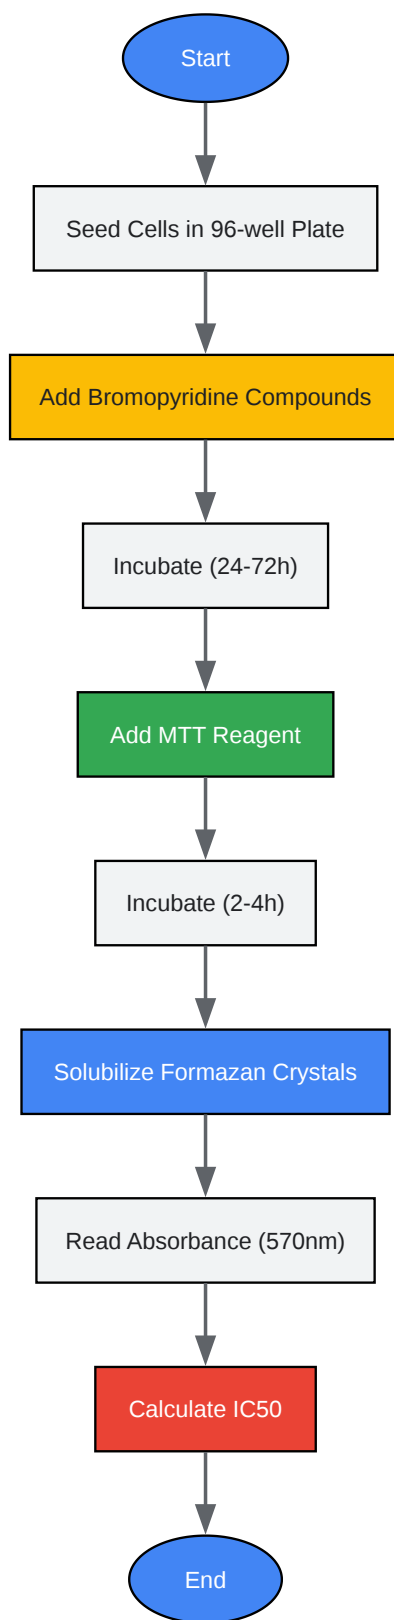 Start
Seed Cells in 96-well Plate
Add Bromopyridine Compounds
Incubate (24-72h)
Add MTT Reagent
Incubate (2-4h)
Solubilize Formazan Crystals
Read Absorbance (570nm)
Calculate IC50
End